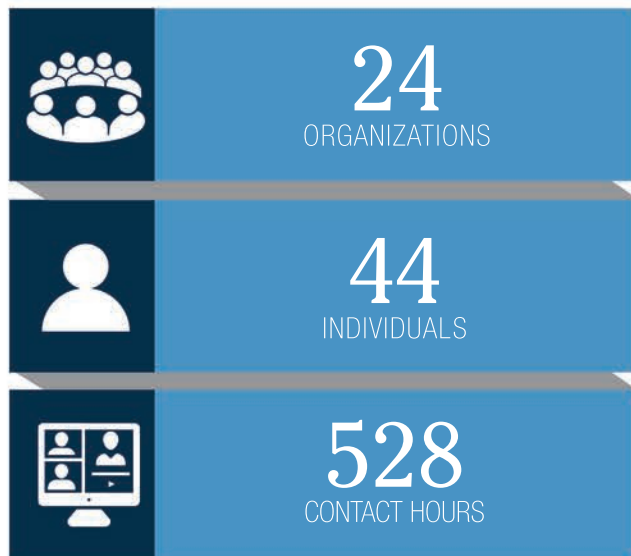 24
ORGANIZATIONS
44
INDIVIDUALS
528
CONTACT HOURS